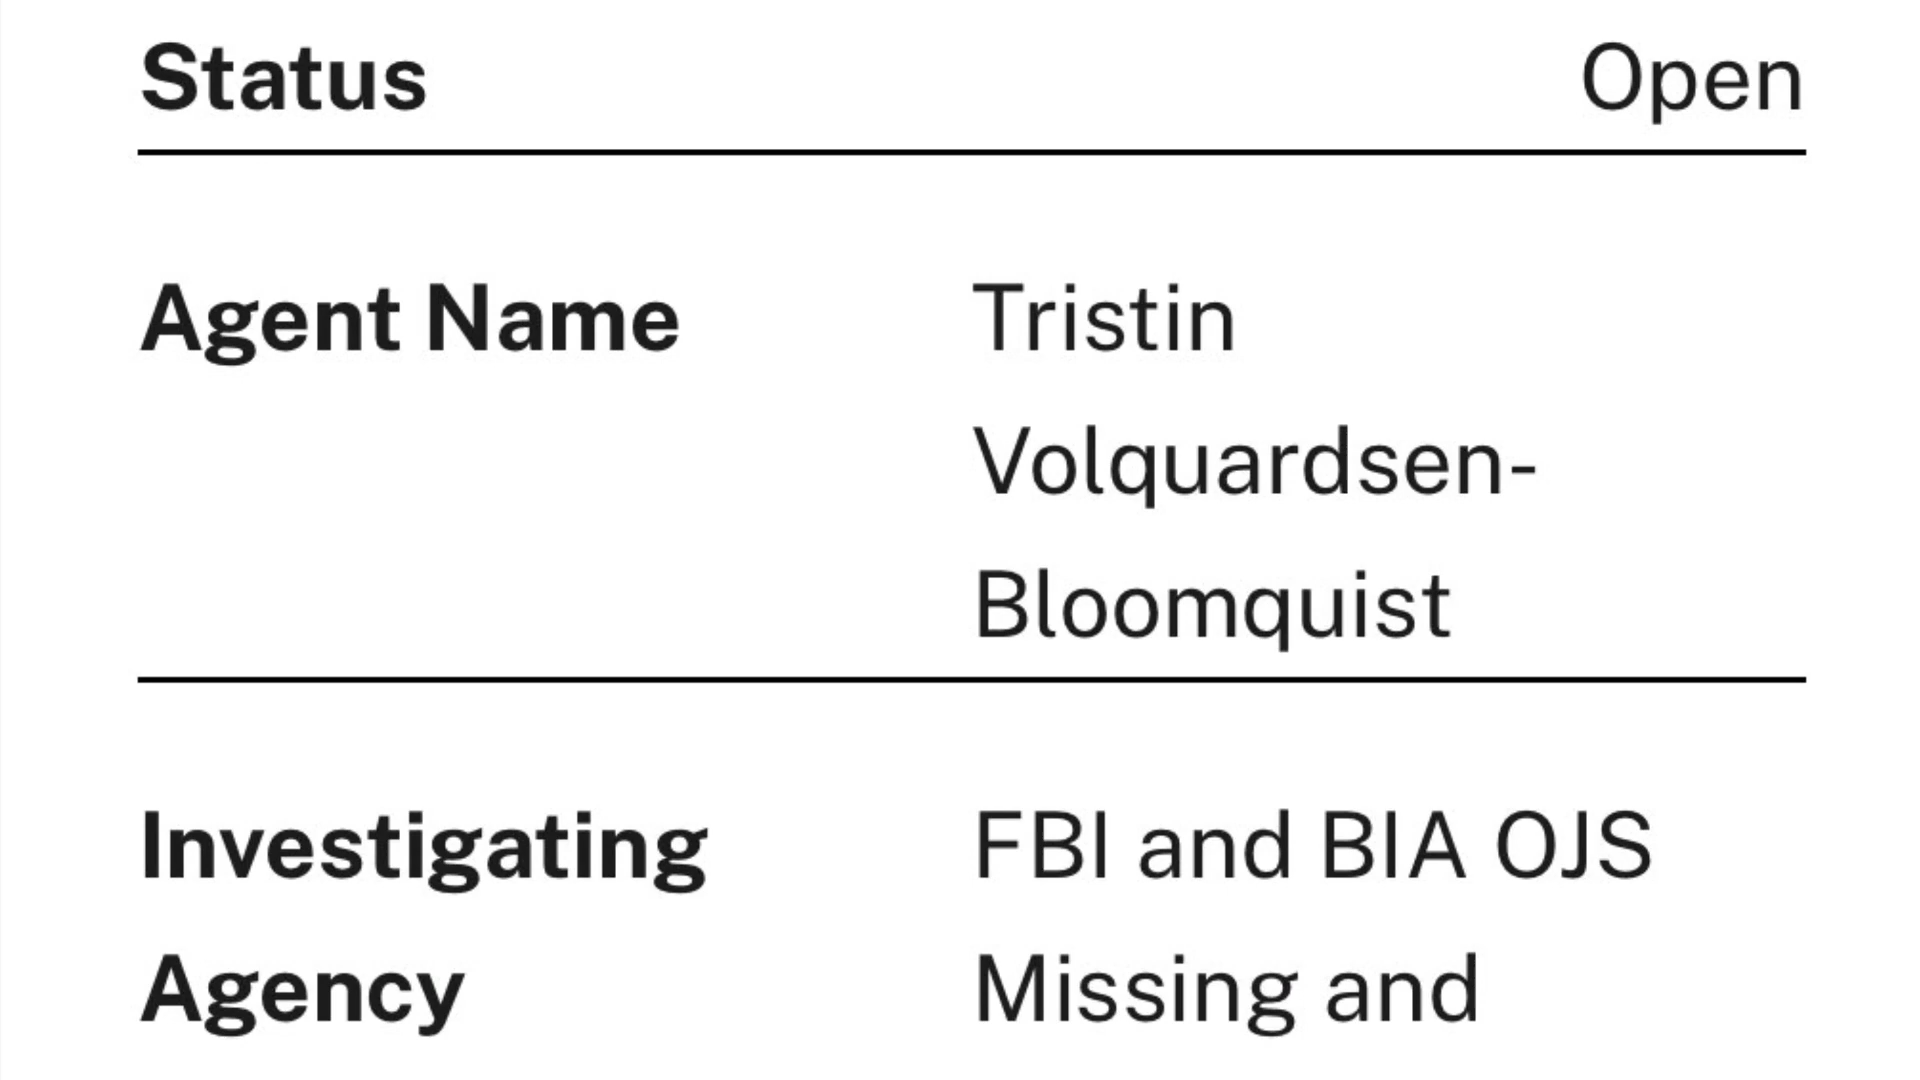 Status Open
Agent Name Tristin
Volquardsen-
Bloomquist
Investigating FBI and BIA OJS
Agency Missing and